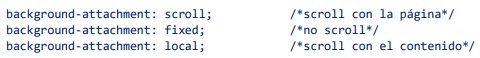 background-attachment: scroll; /*scroll con la página*/
background-attachment: fixed; /*no scroll*/
background-attachment: local; /*scroll con el contenido*/